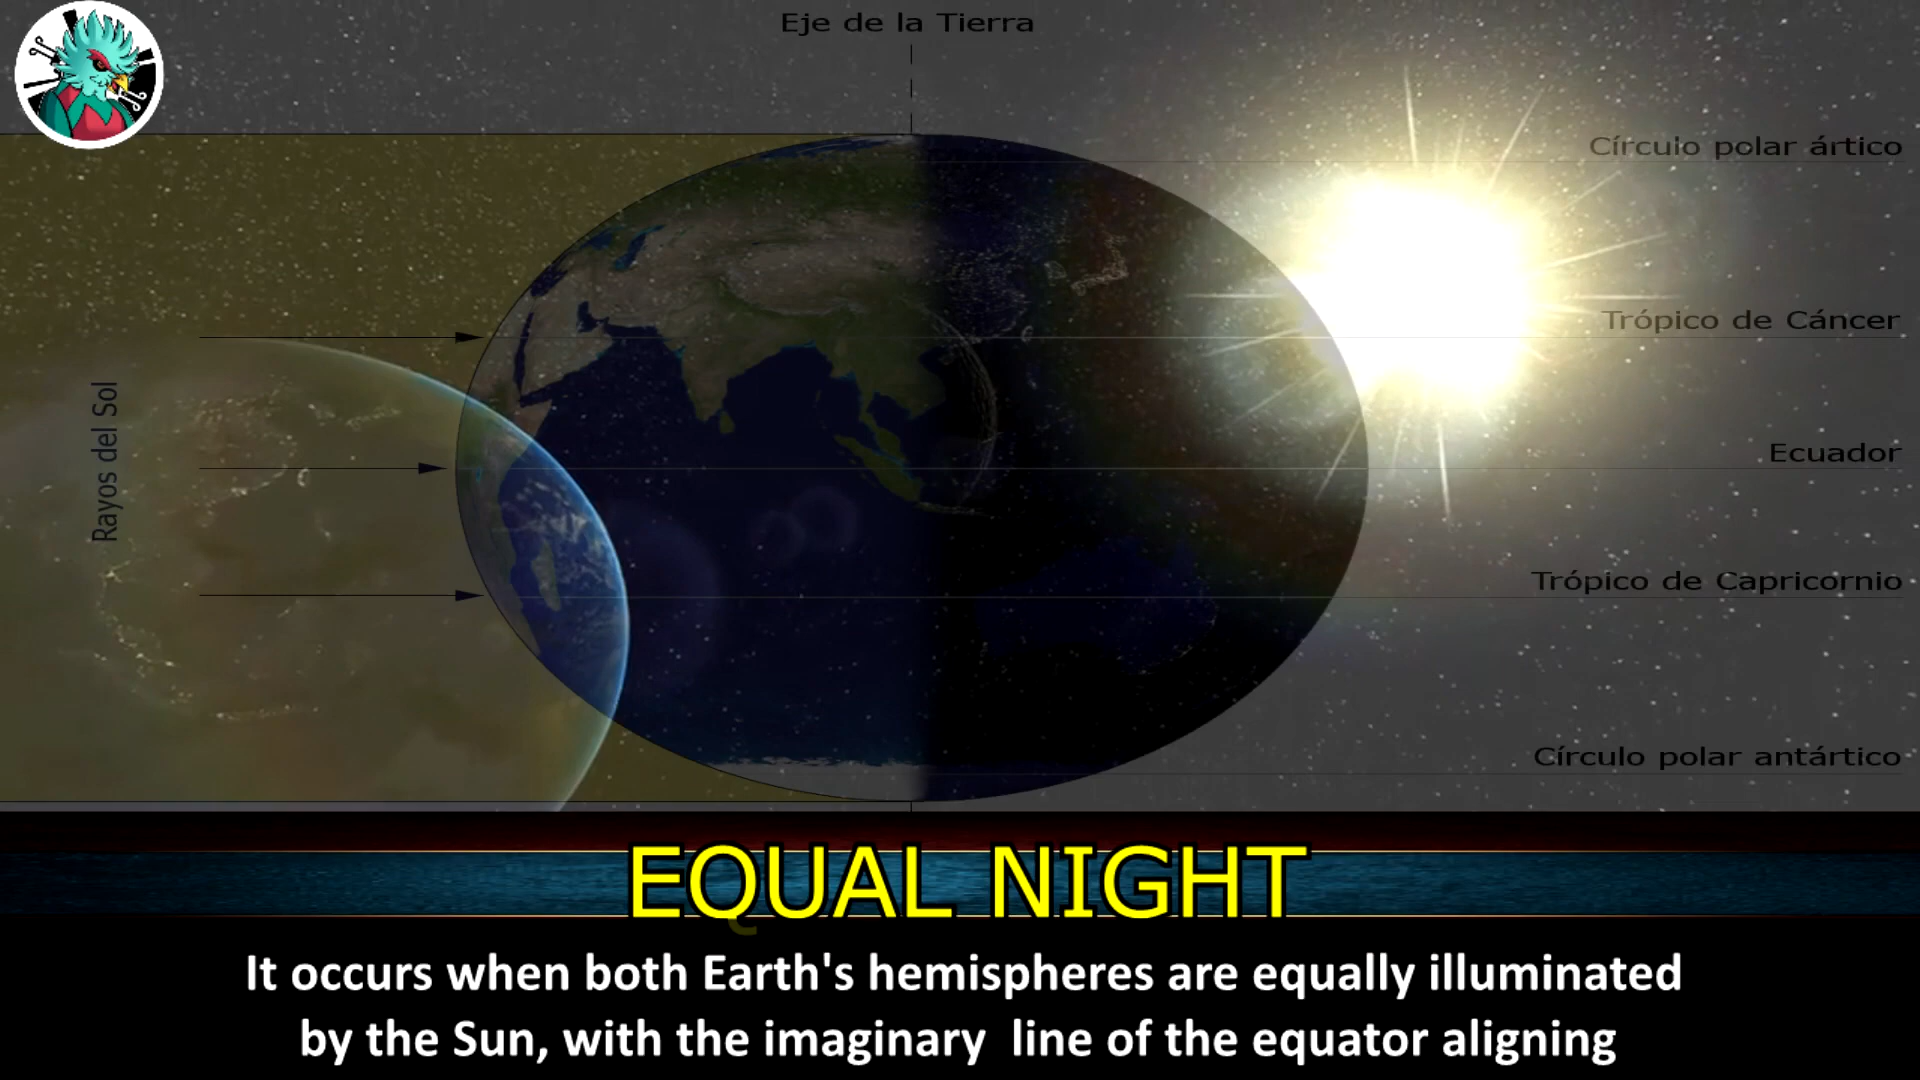 Eje de la Tierra
Círculo polar ártico
Trópico de Cáncer
Rayos del Sol
Ecuador
Trópico de Capricornio
Círculo polar antártico
EQUAL NIGHT
It occurs when both Earth's hemispheres are equally illuminated
by the Sun, with the imaginary line of the equator aligning